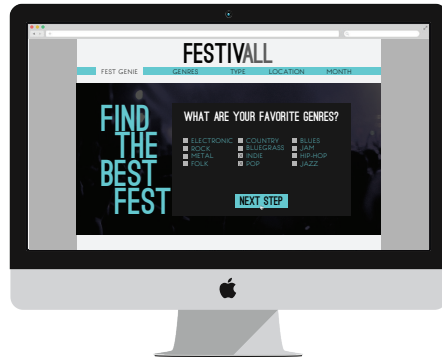 FESTIVALL
FEST GENIE GENRES TYPE LOCATION MONTH
FIND
THE
BEST
FEST
WHAT ARE YOUR FAVORITE GENRES?
ELECTRONIC COUNTRY BLUES
ROCK BLUEGRASS JAM
METAL INDIE HIP-HOP
FOLK POP JAZZ
NEXT STEP